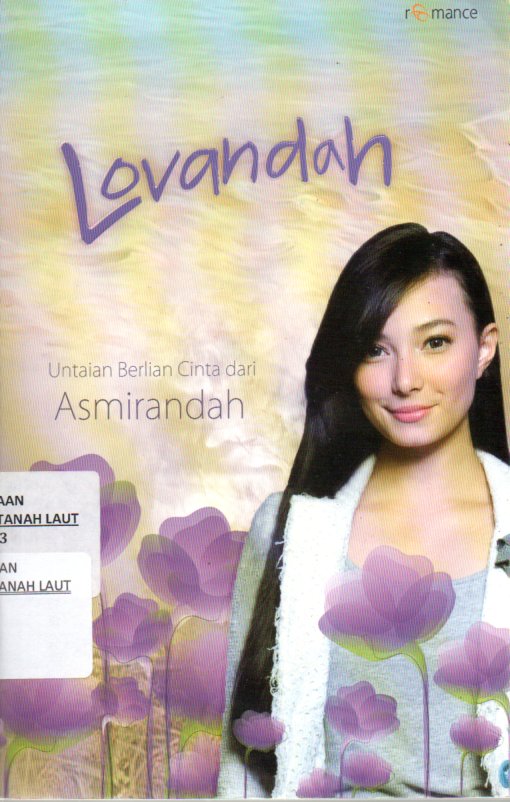 romance
Lovandah
Untaian Berlian Cinta dari
Asmirandah
AAN
TANAH LAUT
3
AN
ANAH LAUT